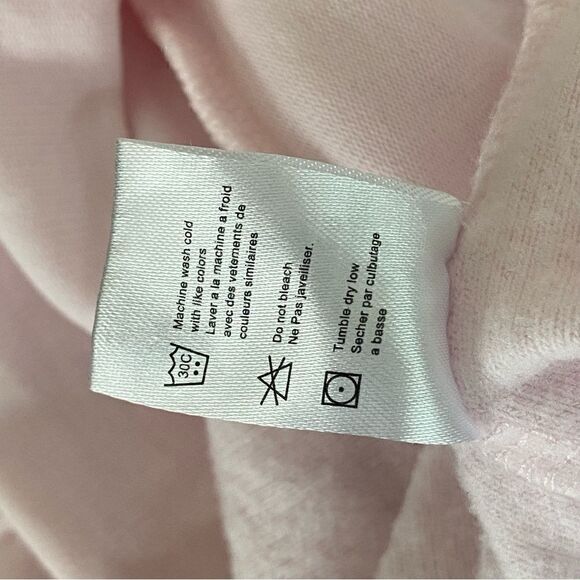 Machine wash cold
with like colors
Laver a la machine a froid
avec des vetements de
couleurs similaires
30C
Do not bleach
Ne Pas javelliser.
Tumble dry low
Secher par culbutage
a basse